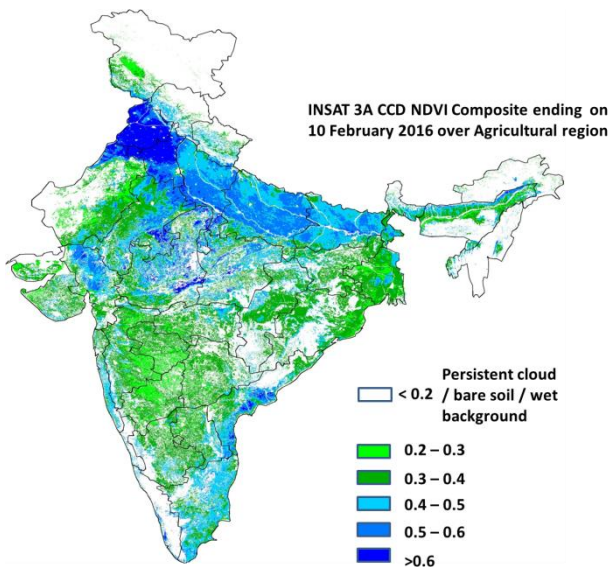 INSAT 3A CCD NDVI Composite ending on
10 February 2016 over Agricultural region
< 0.2 Persistent cloud
/ bare soil / wet
background
0.2 – 0.3
0.3 – 0.4
0.4 – 0.5
0.5 – 0.6
>0.6